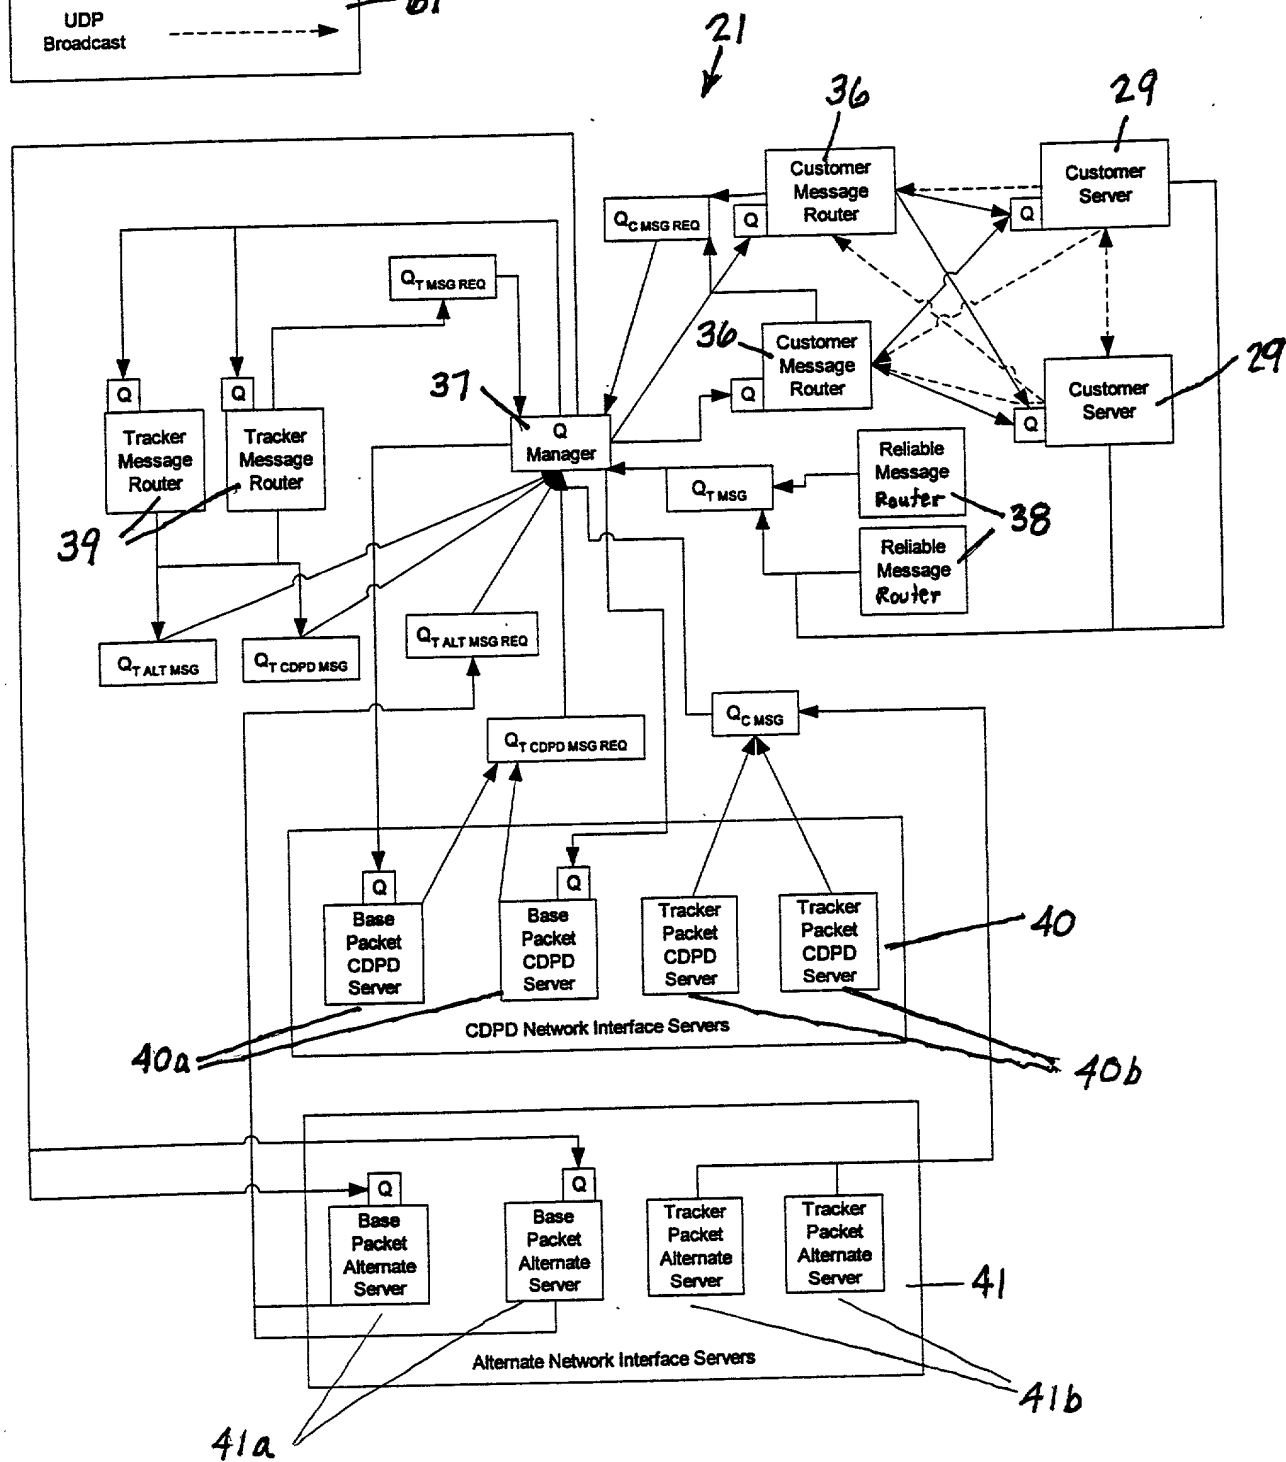 61
UDP
Broadcast
21
36
29
Customer
Message
Router
Q
Q C MSG REQ
Customer
Server
Q
Q T MSG REQ
36
Customer
Message
Router
Q
29
Customer
Server
Q
Q
Tracker
Message
Router
Q
Tracker
Message
Router
39
37
Q
Manager
Q T MSG
Reliable
Message
Router
38
Reliable
Message
Router
Q T ALT MSG
Q T CDPD MSG
Q T ALT MSG REQ
Q T CDPD MSG REQ
Q C MSG
Q
Base
Packet
CDPD
Server
Q
Base
Packet
CDPD
Server
Tracker
Packet
CDPD
Server
Tracker
Packet
CDPD
Server
40
CDPD Network Interface Servers
40a
40b
Q
Base
Packet
Alternate
Server
Q
Base
Packet
Alternate
Server
Tracker
Packet
Alternate
Server
Tracker
Packet
Alternate
Server
41
Alternate Network Interface Servers
41a
41b